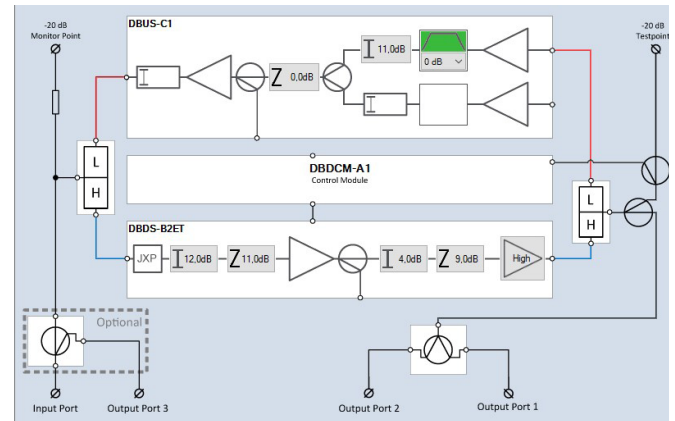 -20 dB
Monitor Point
DBUS-C1
-20 dB
Testpoint
11,0dB
0 dB
Z 0,0dB
L
H
DBDCM-A1
Control Module
L
H
DBDS-B2ET
JXP
12,0dB
Z 11,0dB
4,0dB
Z 9,0dB
High
Optional
Input Port
Output Port 3
Output Port 2
Output Port 1